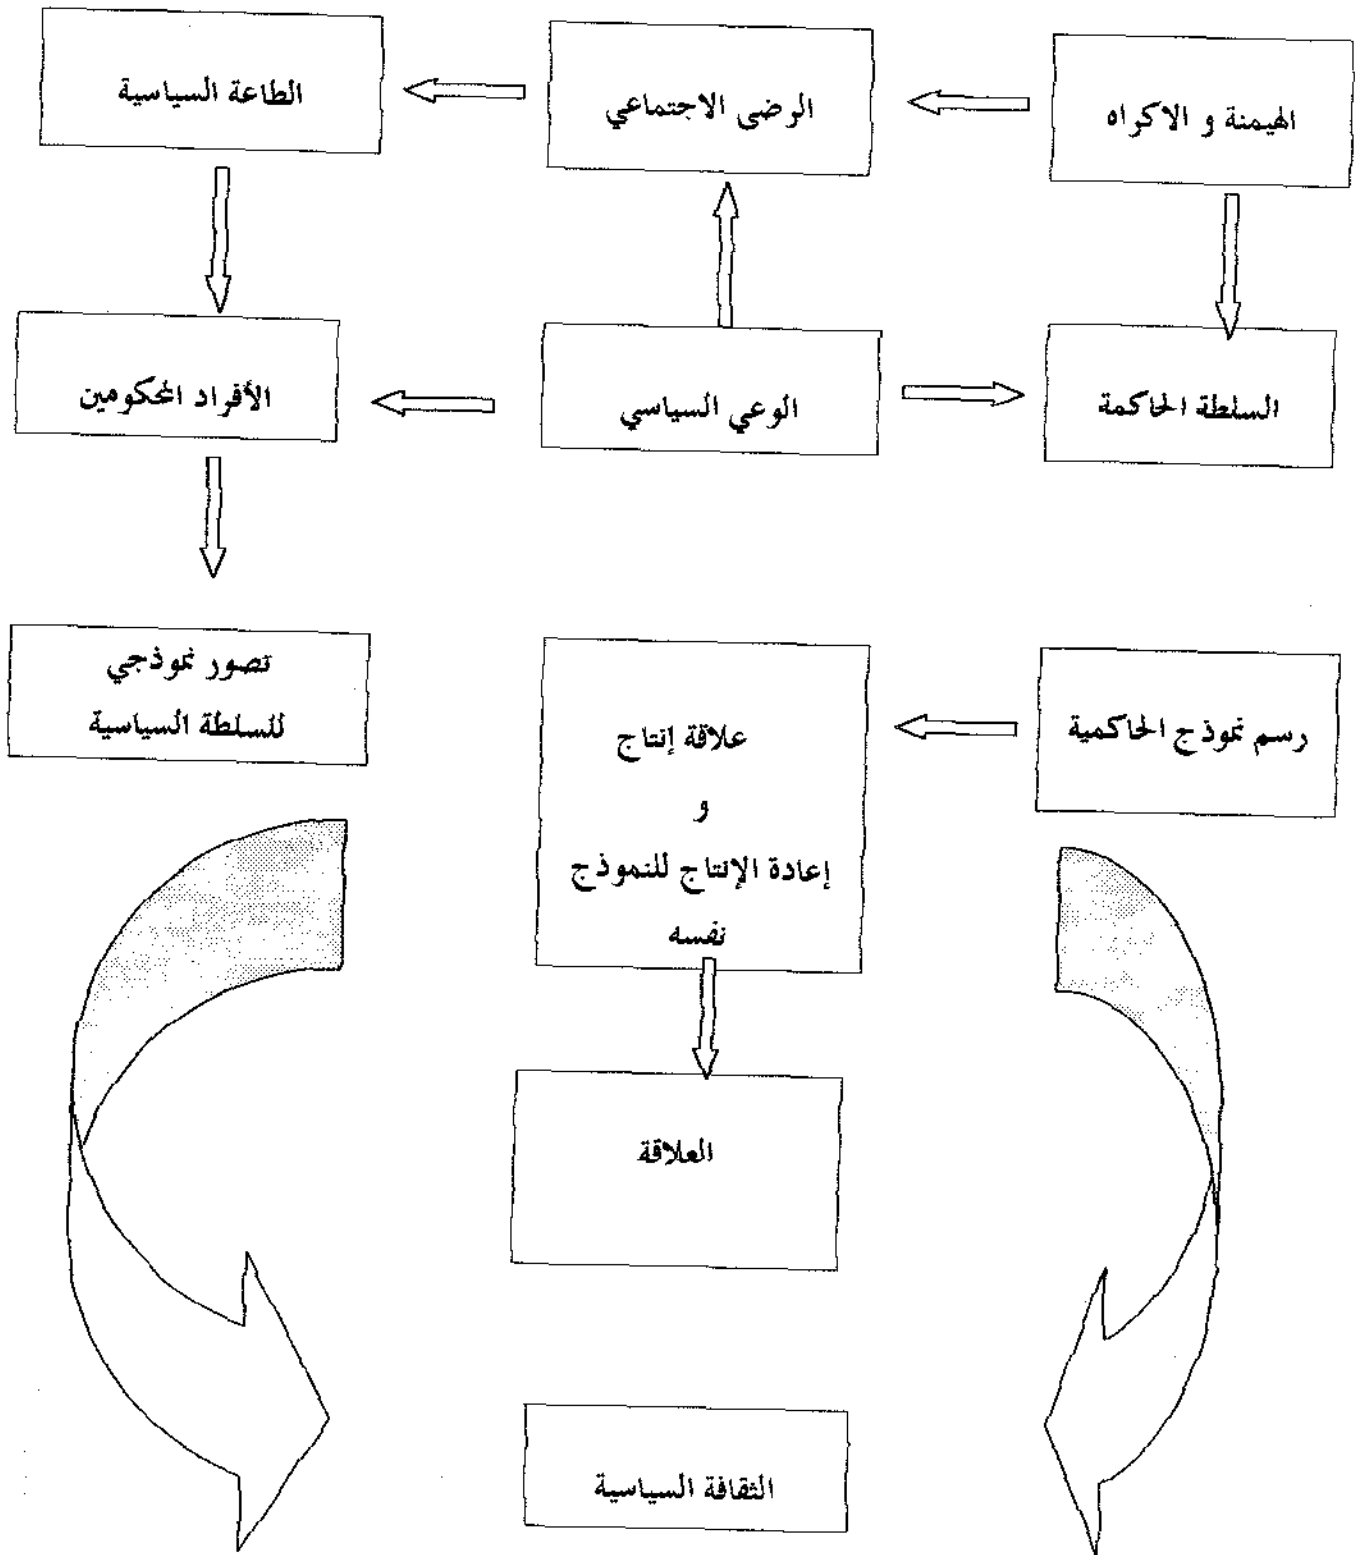 الهيمنة و الاكراه
الرضى الاجتماعي
الطاعة السياسية
السلطة الحاكمة
الوعي السياسي
الأفراد المحكومين
رسم نموذج الحاكمية
علاقة إنتاج
و
إعادة الإنتاج للنموذج
نفسه
تصور نموذجي
للسلطة السياسية
العلاقة
الثقافة السياسية